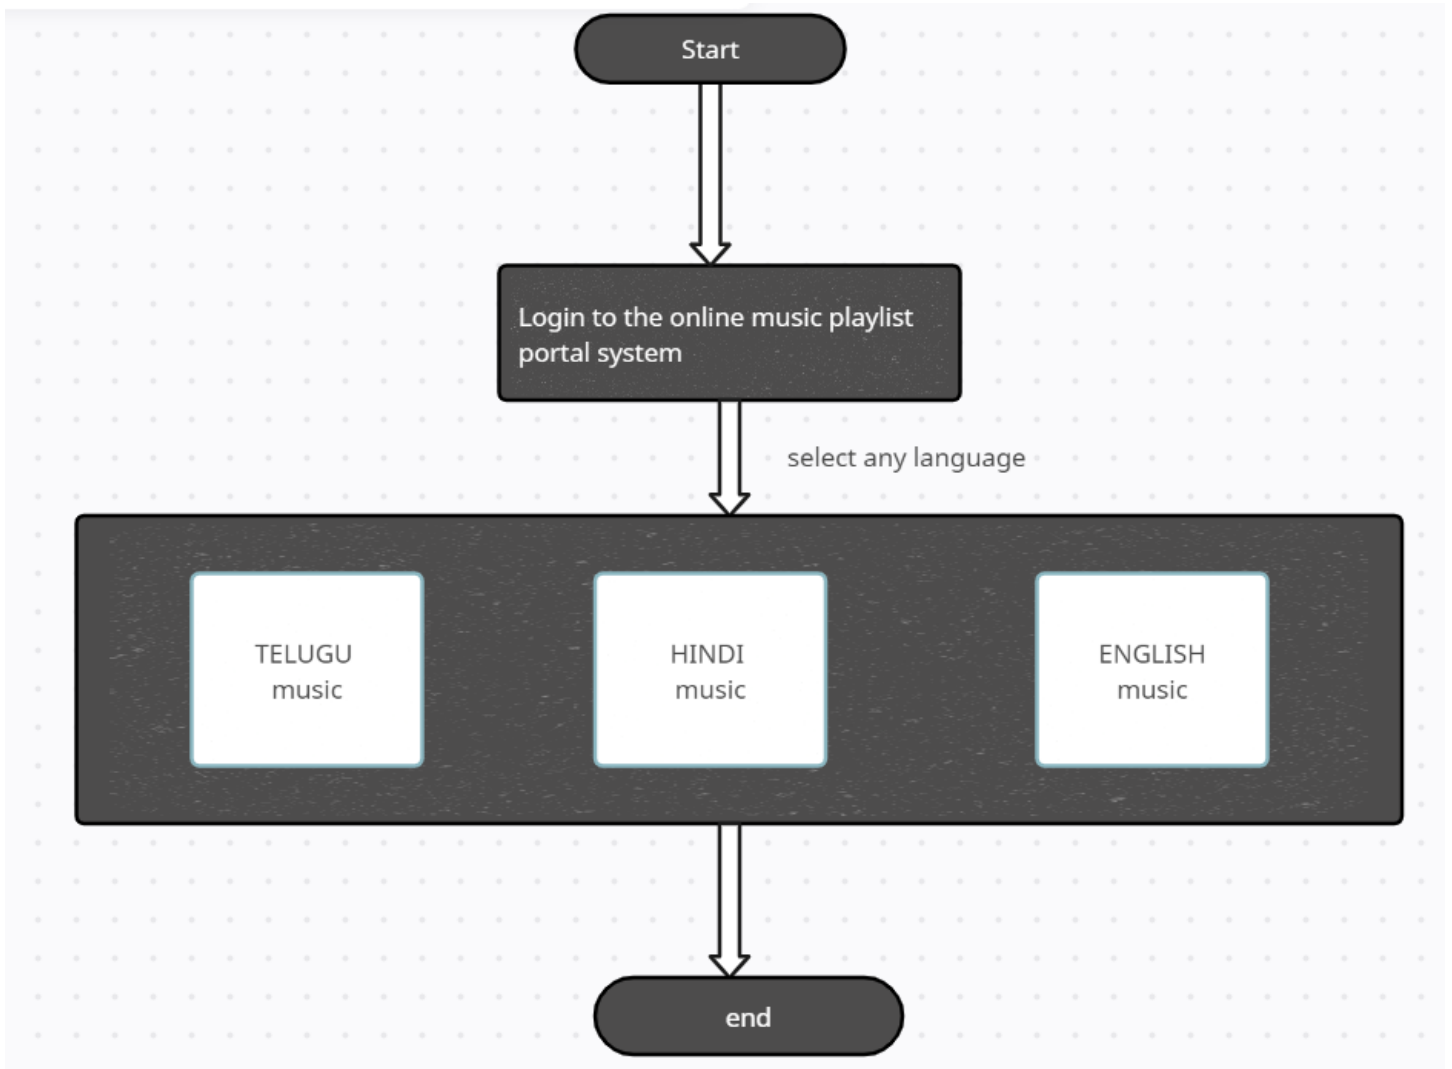 Start
Login to the online music playlist
portal system
select any language
TELUGU
music
HINDI
music
ENGLISH
music
end